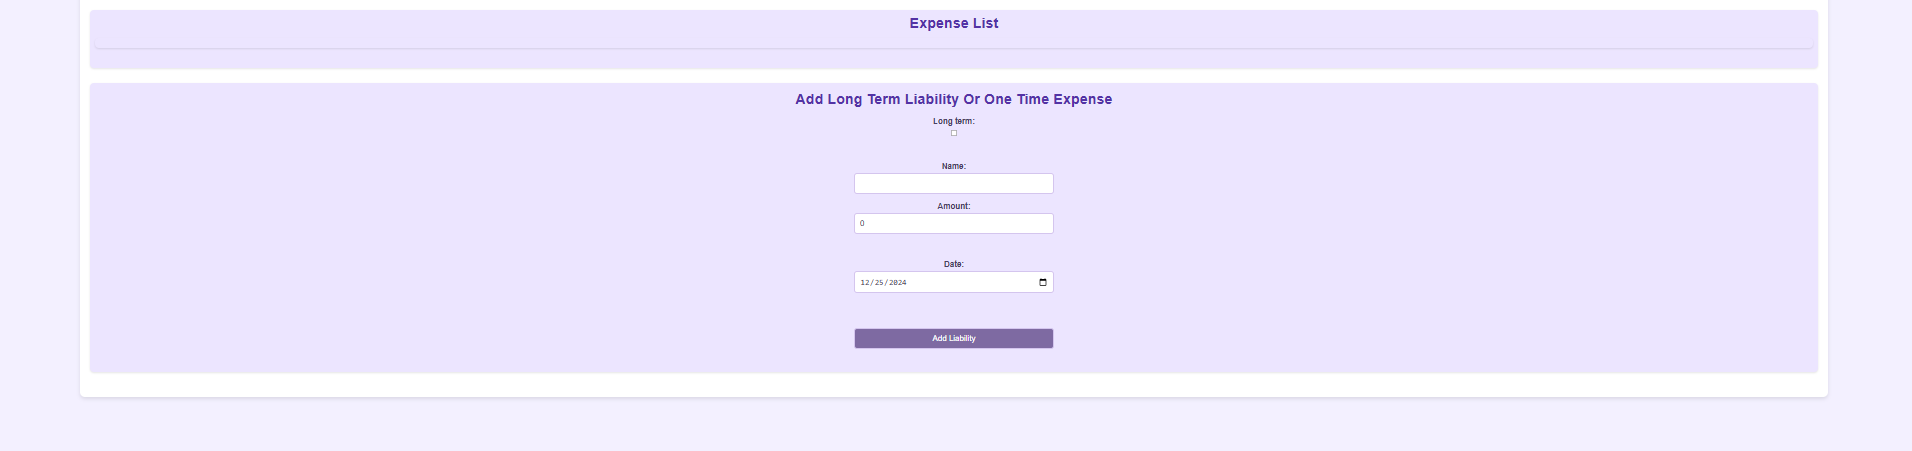 Expense List
Add Long Term Liability Or One Time Expense
Long term:
Name:
Amount:
0
Date:
12/25/2024
Add Liability